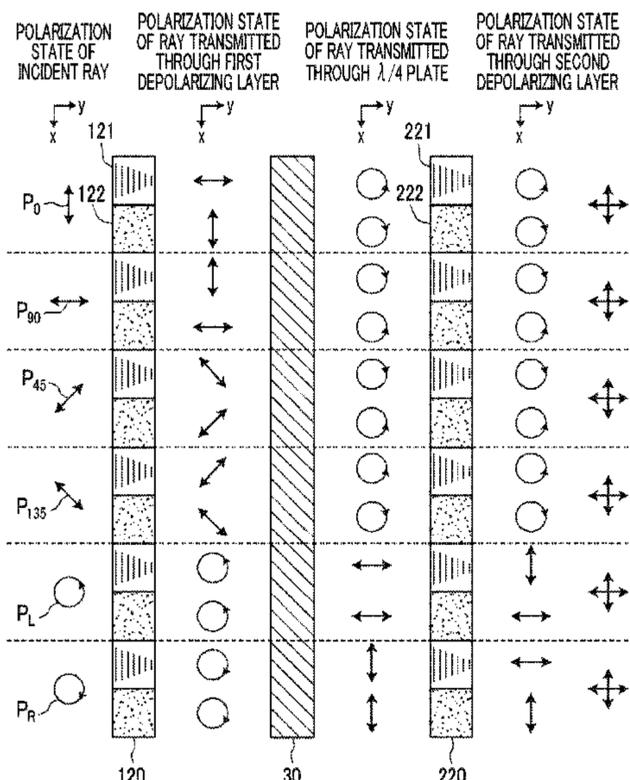 POLARIZATION
STATE OF
INCIDENT RAY
POLARIZATION STATE
OF RAY TRANSMITTED
THROUGH FIRST
DEPOLARIZING LAYER
POLARIZATION STATE
OF RAY TRANSMITTED
THROUGH λ/4 PLATE
POLARIZATION STATE
OF RAY TRANSMITTED
THROUGH SECOND
DEPOLARIZING LAYER
y
x
y
x
y
x
y
x
121
221
122
222
P0
P90
P45
P135
PL
PR
120
30
220